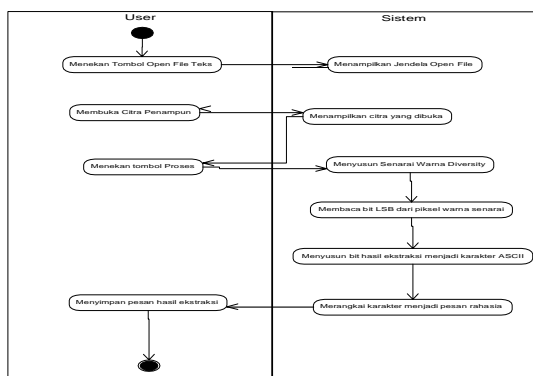 User
Sistem
Menekan Tombol Open File Teks
Menampilkan Jendela Open File
Membuka Citra Penampun
Menampilkan citra yang dibuka
Menekan tombol Proses
Menyusun Senarai Warna Diversity
Membaca bit LSB dari piksel warna senarai
Menyusun bit hasil ekstraksi menjadi karakter ASCII
Menyimpan pesan hasil ekstraksi
Merangkai karakter menjadi pesan rahasia